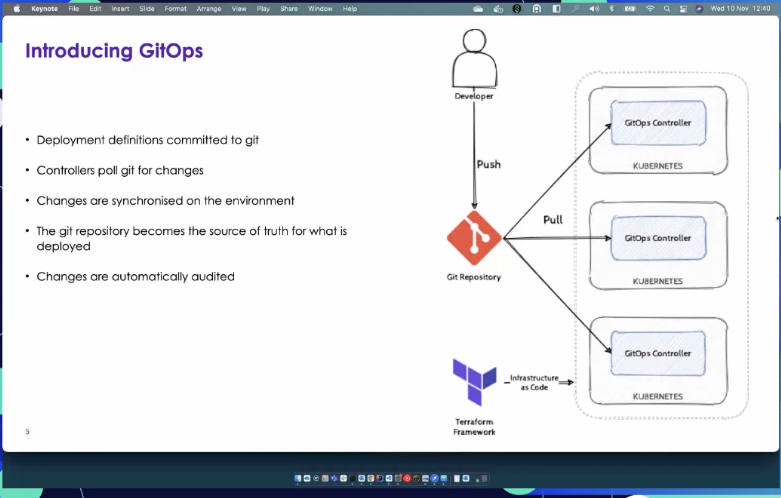 Keynote File Edit Insert Slide Format Arrange View Play Share Window Help Wed 10 Nov 12:40
Introducing GitOps
• Deployment definitions committed to git
• Controllers poll git for changes
• Changes are synchronised on the environment
• The git repository becomes the source of truth for what is
deployed
• Changes are automatically audited
5
Developer
Push
Git Repository
Pull
GitOps Controller
KUBERNETES
GitOps Controller
KUBERNETES
GitOps Controller
KUBERNETES
Infrastructure
as Code
Terraform
Framework